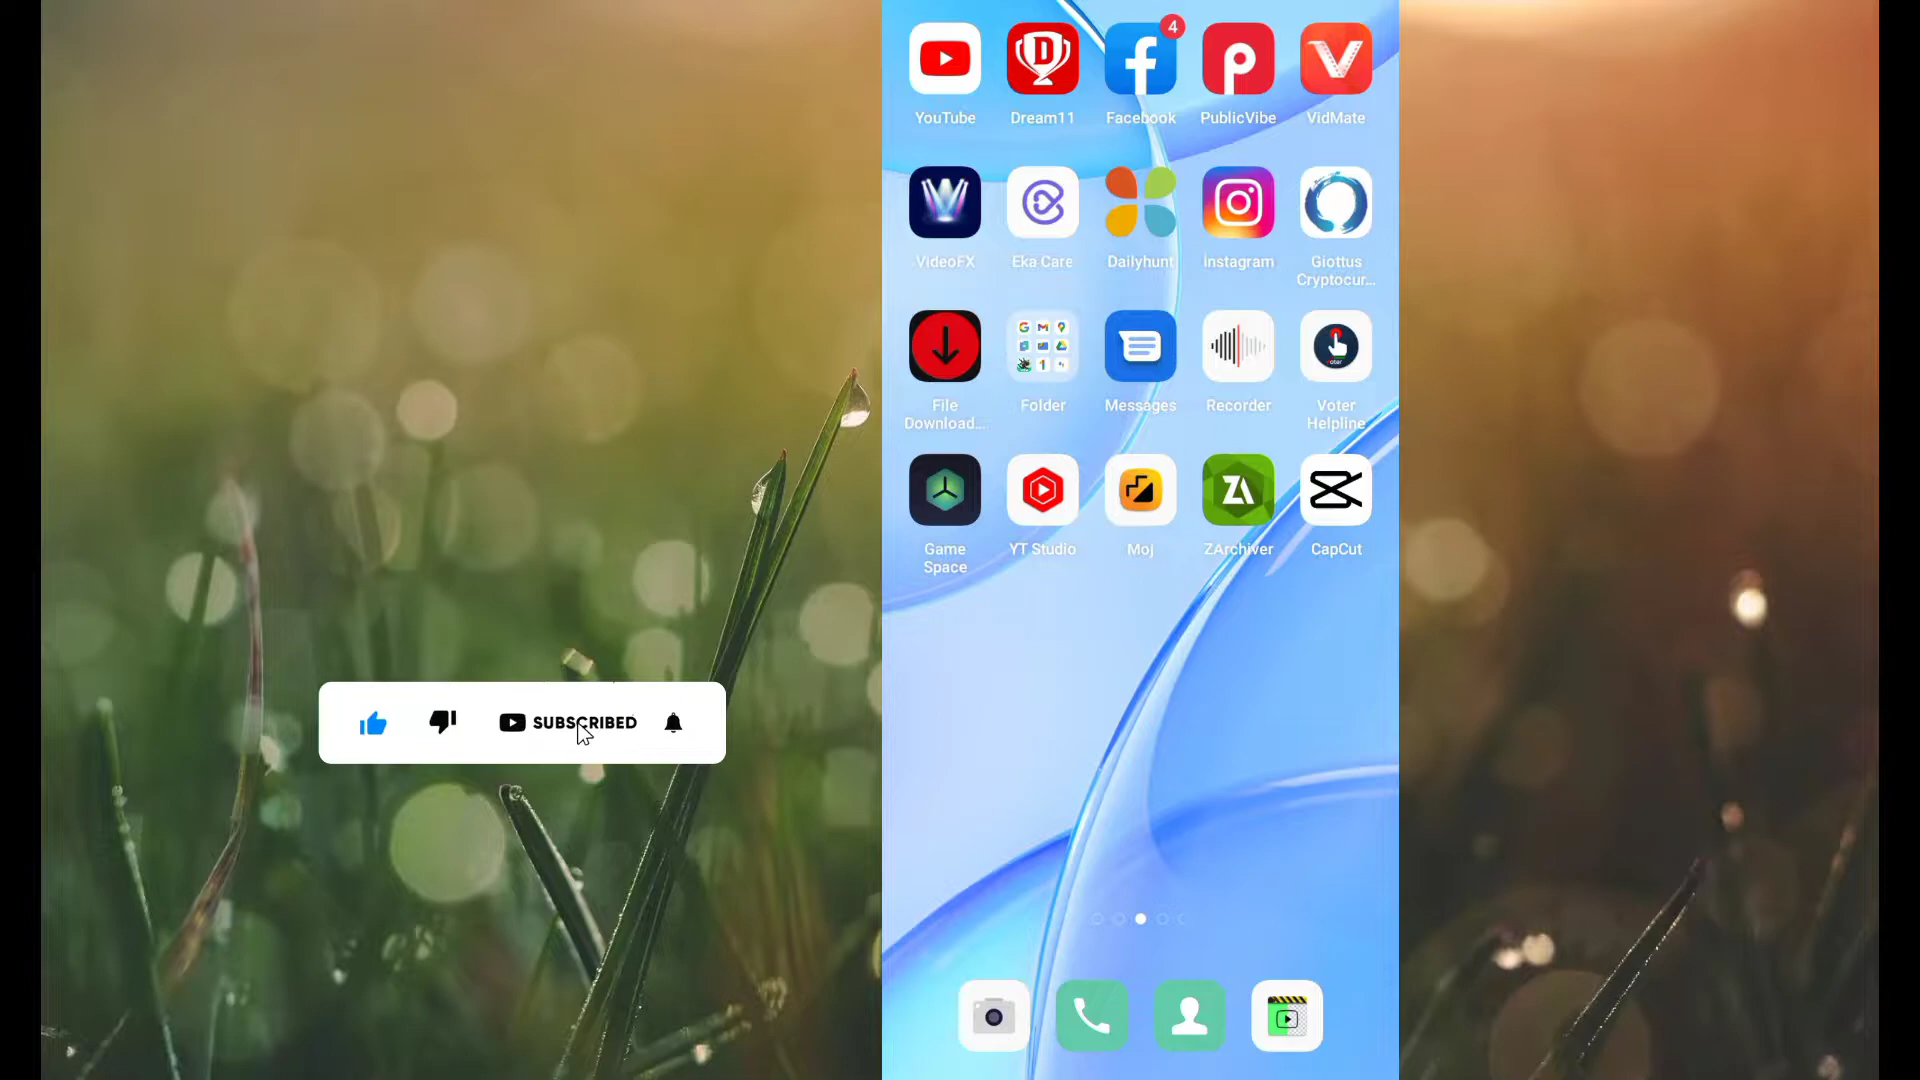 4
YouTube
Dream11
Facebook
PublicVibe
VidMate
VideoFX
Eka Care
Dailyhunt
Instagram
Giottus
Cryptocur...
File
Download...
Folder
Messages
Recorder
Voter
Helpline
Game
Space
YT Studio
Moj
ZArchiver
CapCut
SUBSCRIBED